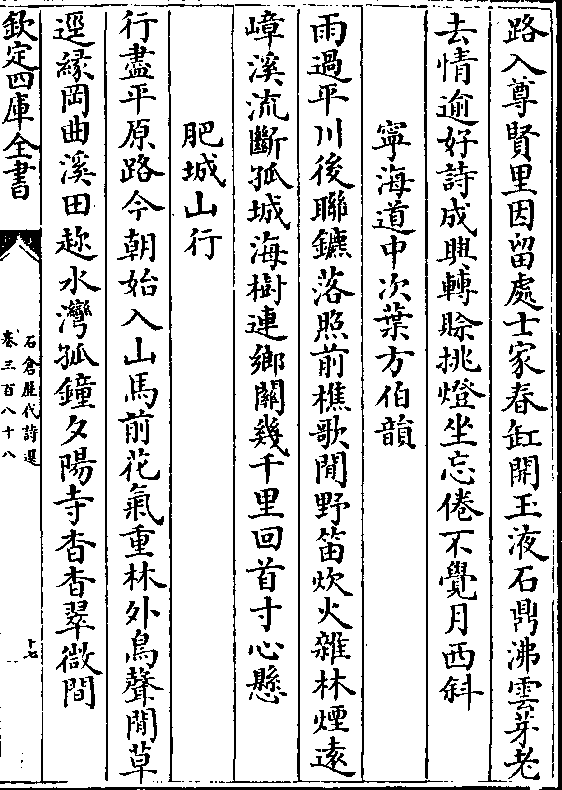 路入尊賢里因留處士家春缸開玉液石鼎沸雲芽老
去情逾好詩成興轉賒挑燈坐忘倦不覺月西斜
寧海道中次葉方伯韻
雨過平川後聯鑣落照前樵歌間野笛炊火雜林煙遠
嶂溪流斷孤城海樹連鄉關幾千里回首寸心懸
肥城山行
行盡平原路今朝始入山馬前花氣重林外鳥聲閒草
逕緣岡曲溪田趂水灣孤鐘夕陽寺杳杳翠微間
欽定四庫全書
石倉歷代詩選
卷三百八十八
十七